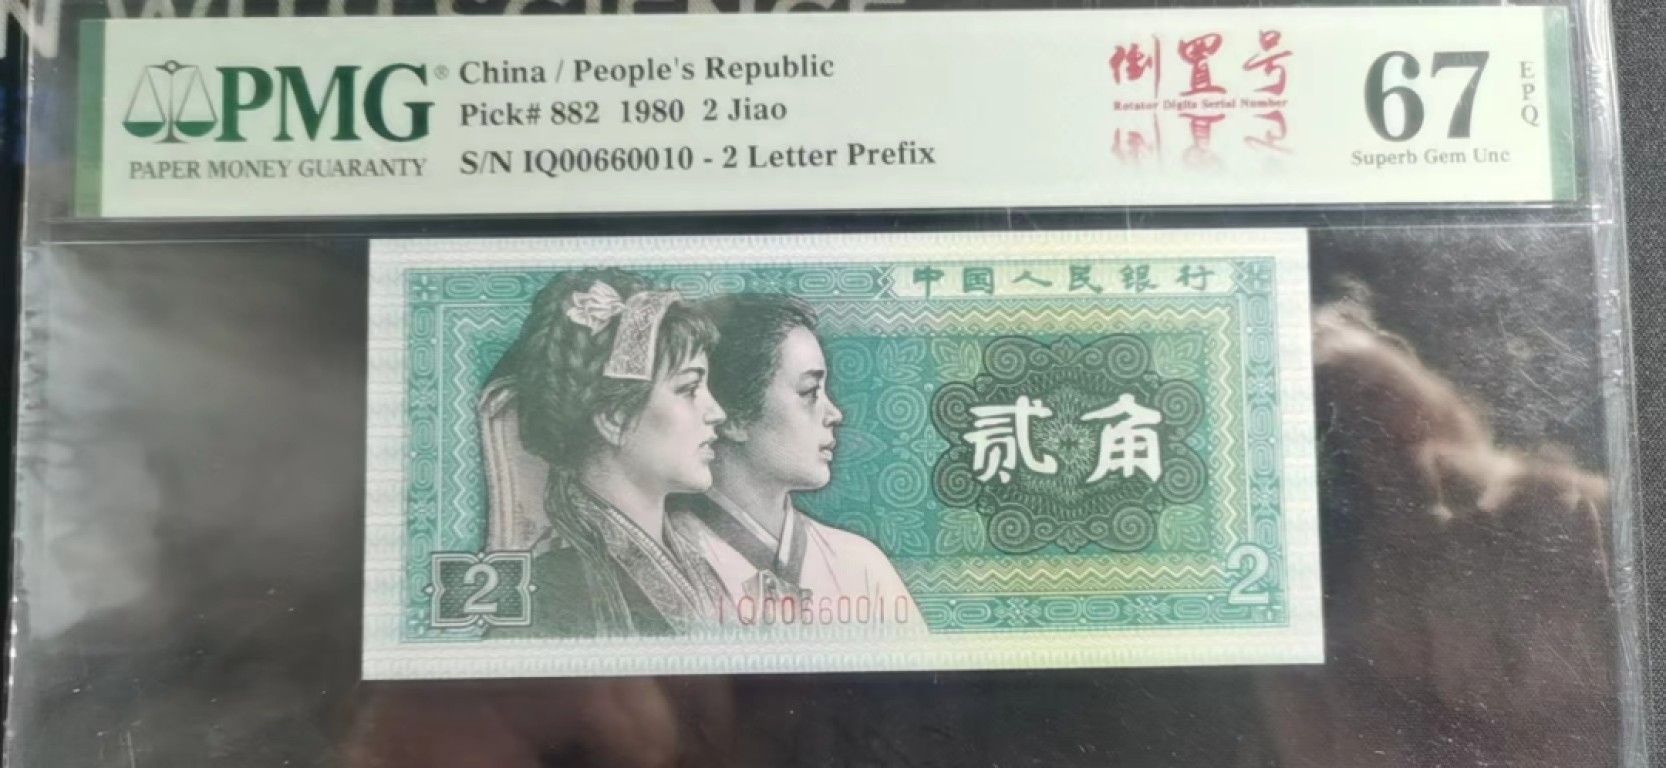 WITH SCIENCE
PMG®
PAPER MONEY GUARANTY
China / People's Republic
Pick# 882 1980 2 Jiao
S/N IQ00660010 - 2 Letter Prefix
倒置号
Rotator Digits Serial Number
67
EPQ
Superb Gem Unc
中国人民银行
贰角
2
2
IQ00660010